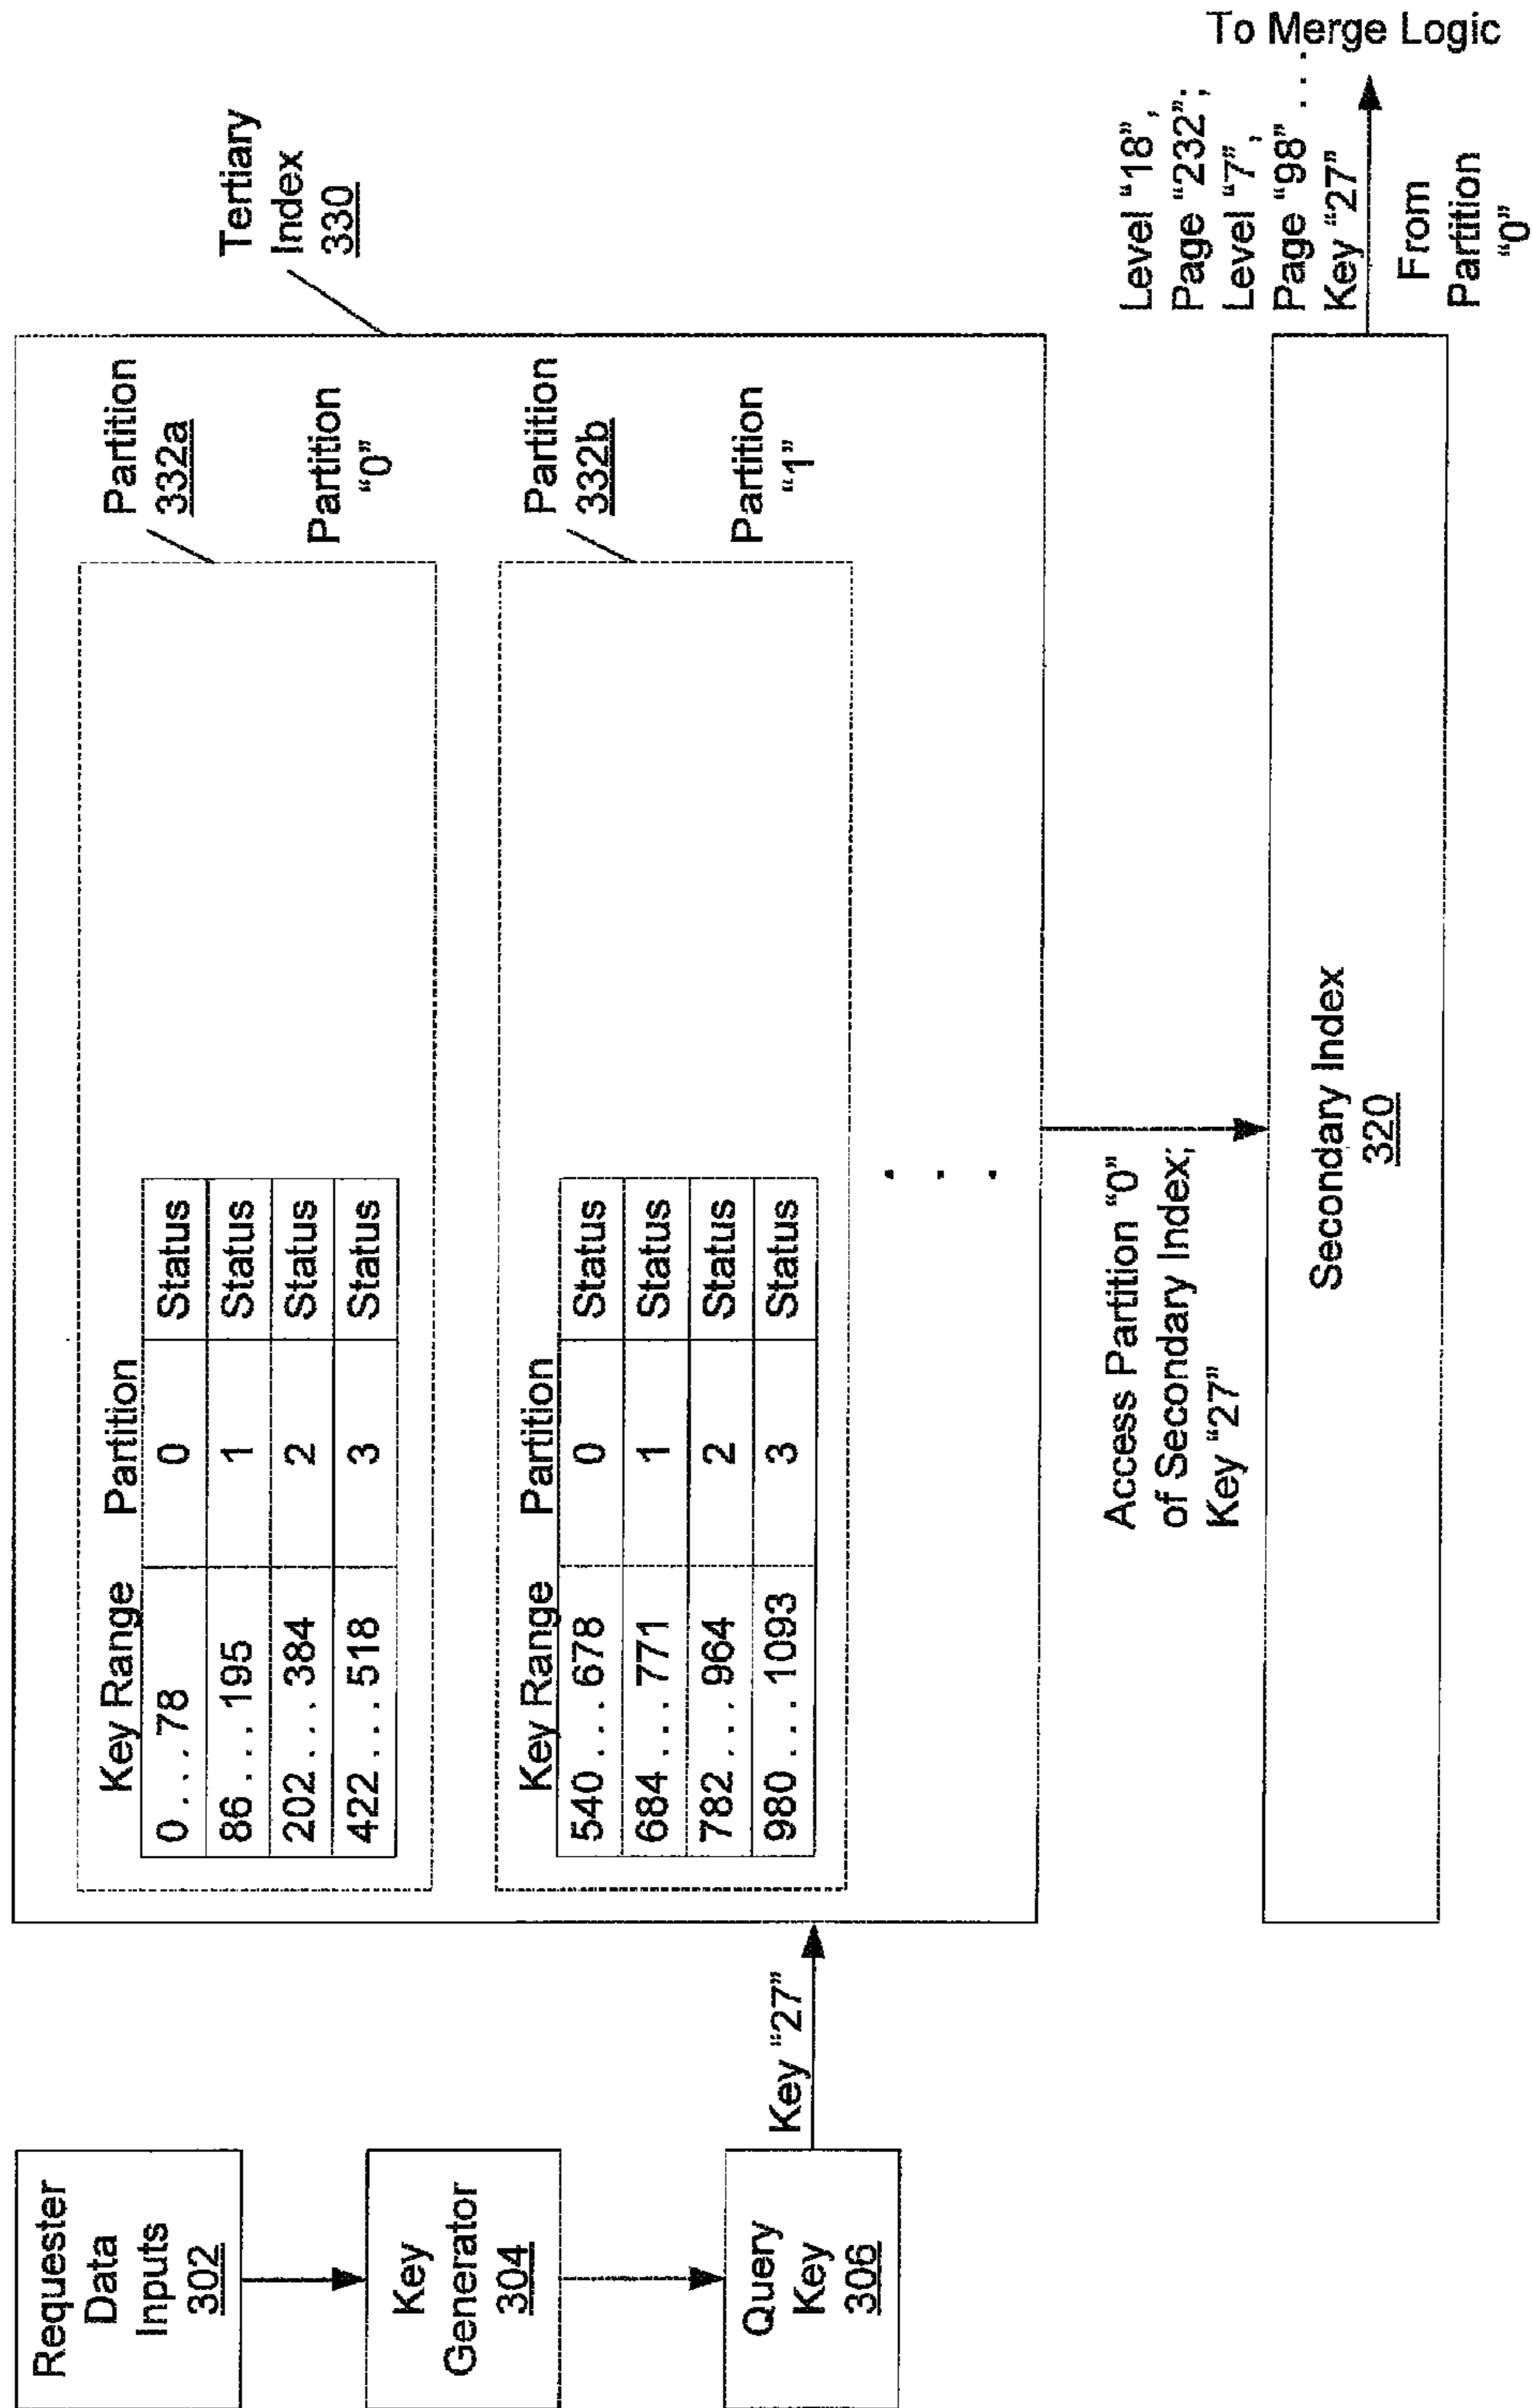 Requester
Data
Inputs
302
Key
Generator
304
Query
Key
306
Key “27”
Tertiary
Index
330
Partition
332a
Partition
“0”
Key Range Partition
0 . . . 78 0 Status
86 . . . 195 1 Status
202 . . . 384 2 Status
422 . . . 518 3 Status
Partition
332b
Partition
“1”
Key Range Partition
540 . . . 678 0 Status
684 . . . 771 1 Status
782 . . . 964 2 Status
980 . . . 1093 3 Status
. . .
Access Partition “0”
of Secondary Index;
Key “27”
Secondary Index
320
Level “18”,
Page “232”;
Level “7”,
Page “98” . . .
Key “27”
From
Partition
“0”
To Merge Logic